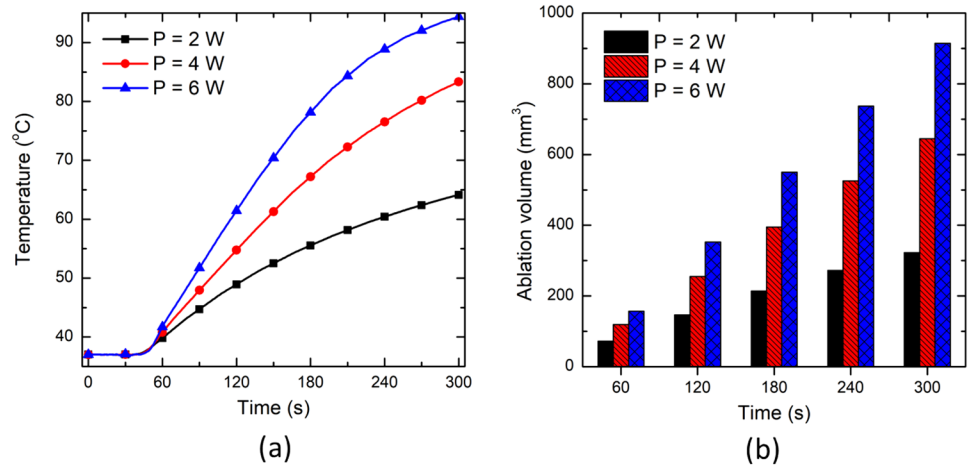 P = 2 W
P = 4 W
P = 6 W
Temperature (°C)
90
80
70
60
50
40
0 60 120 180 240 300
Time (s)
(a)
P = 2 W
P = 4 W
P = 6 W
Ablation volume (mm³)
1000
800
600
400
200
0
60 120 180 240 300
Time (s)
(b)